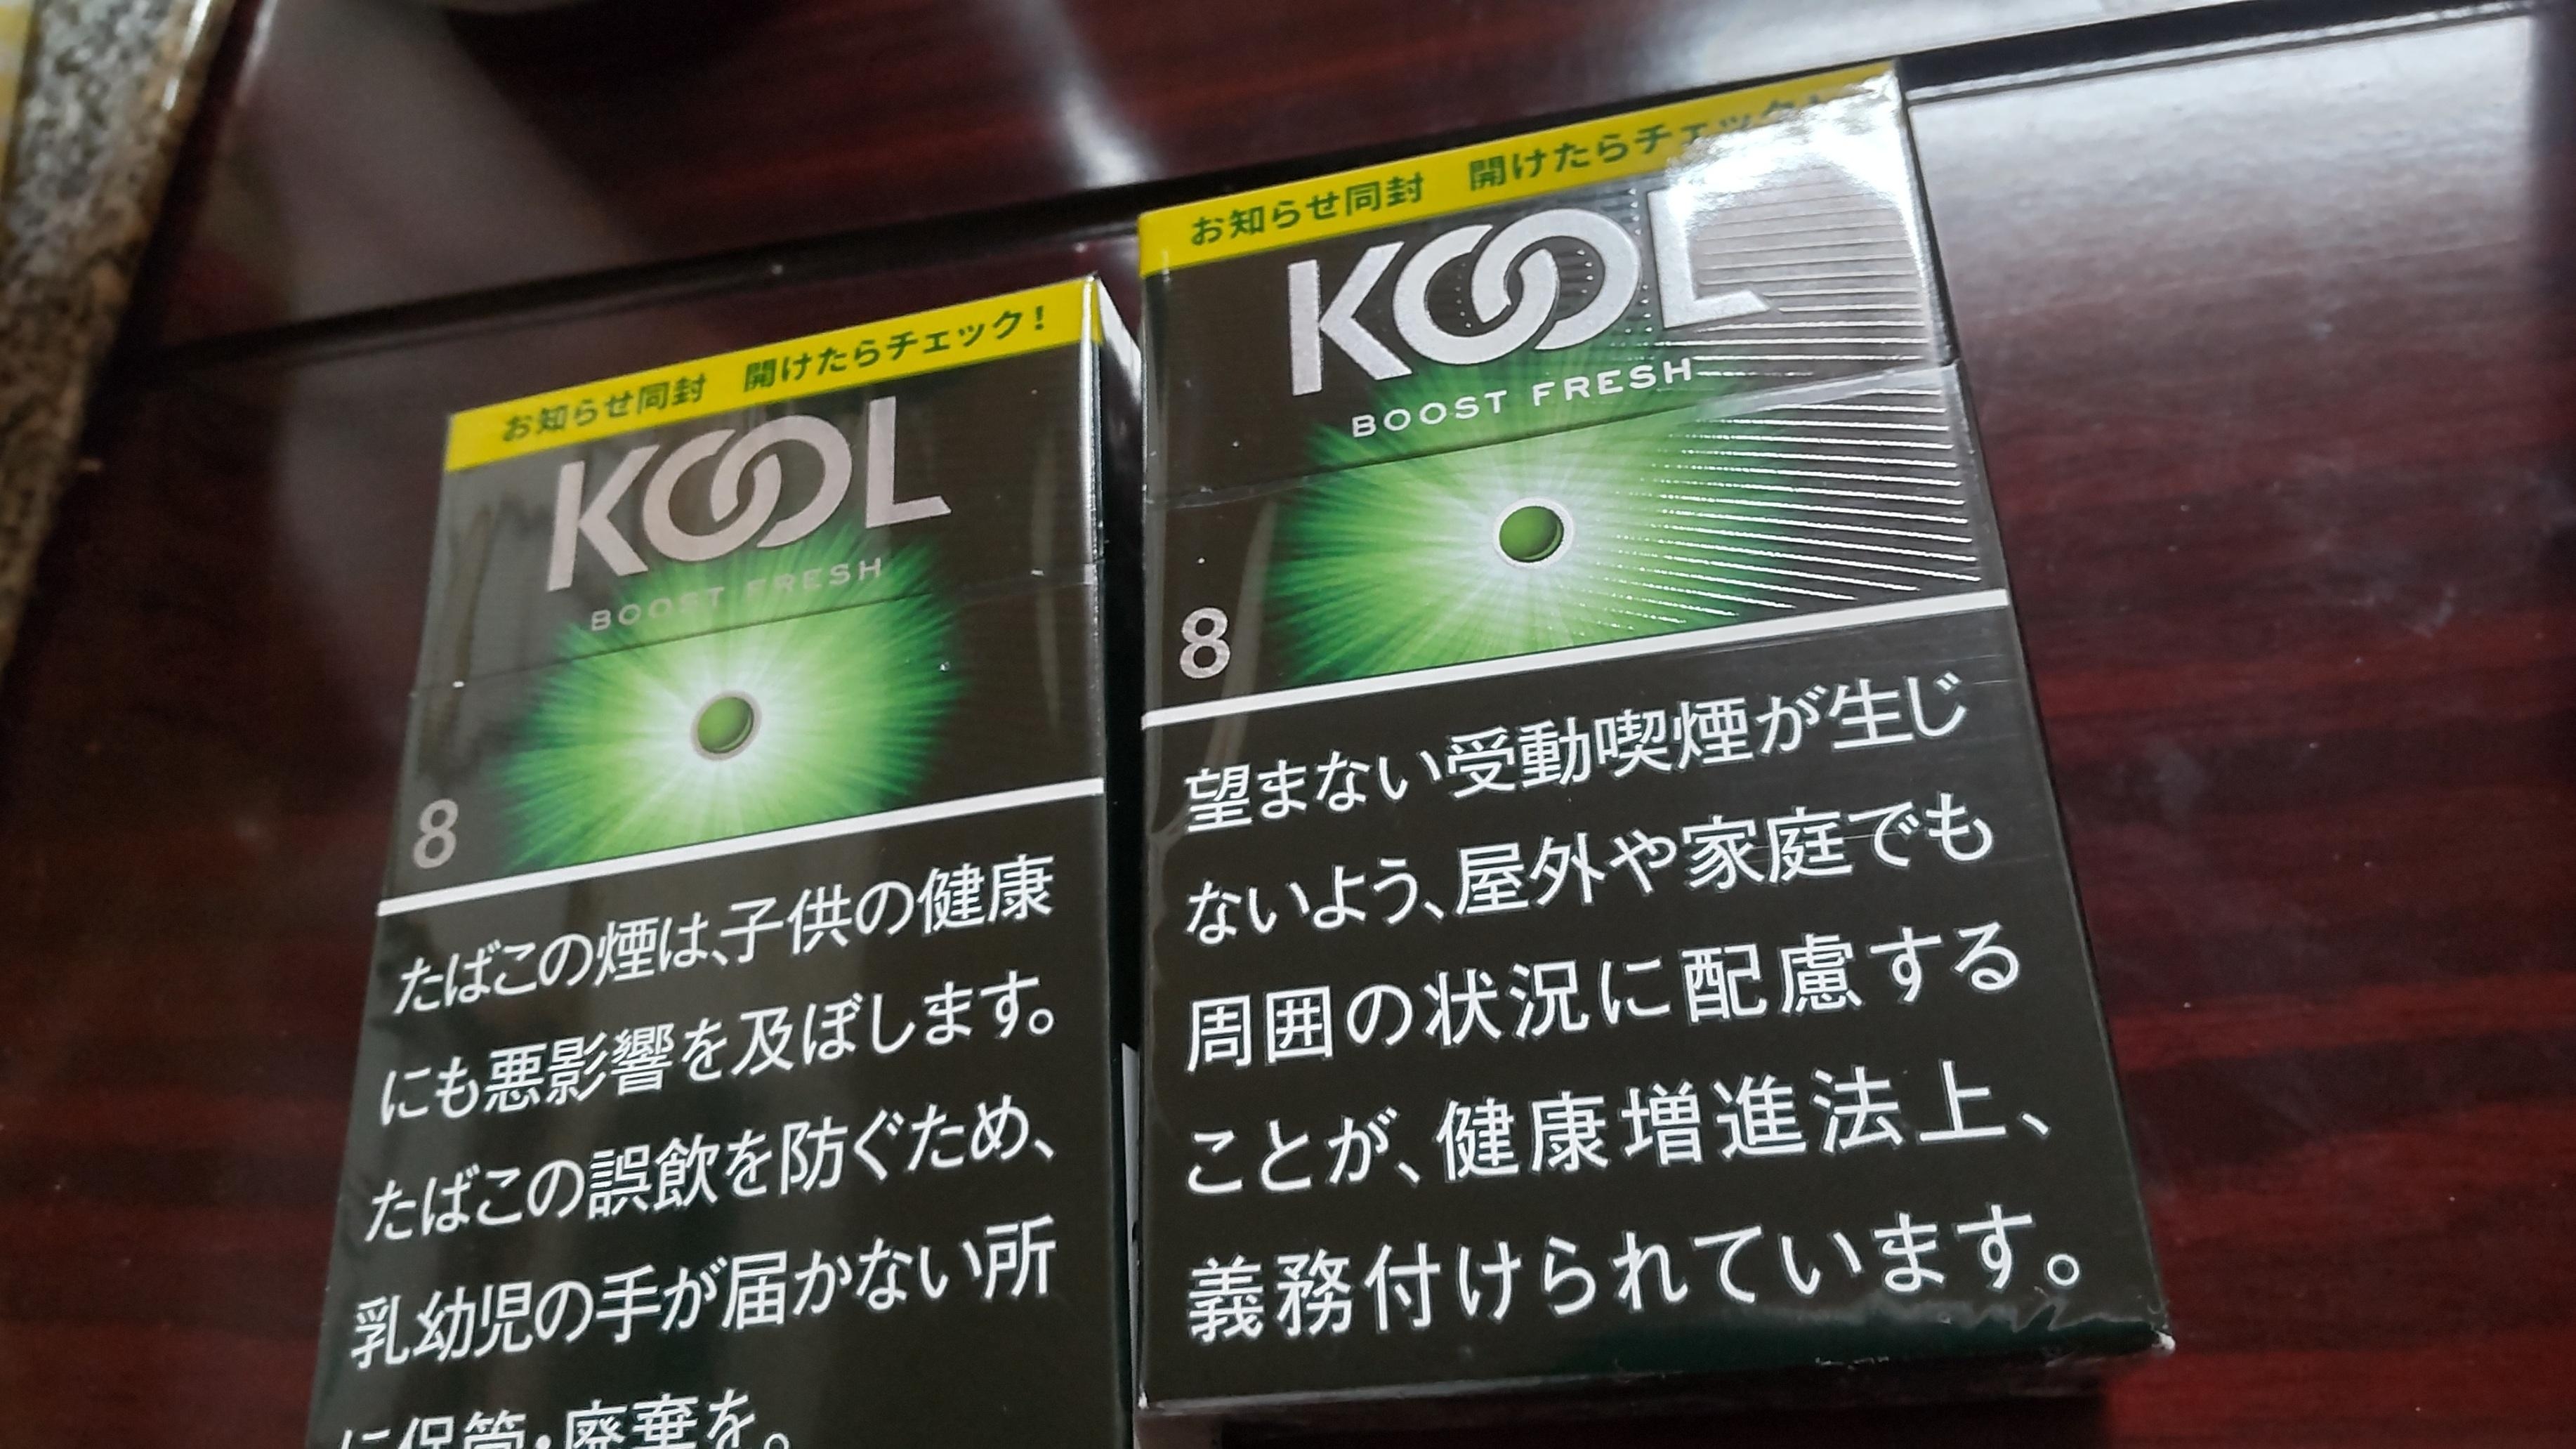 お知らせ同封 開けたらチェック!
KOOL
BOOST FRESH
8
たばこの煙は、子供の健康
にも悪影響を及ぼします。
たばこの誤飲を防ぐため、
乳幼児の手が届かない所
に保管・廃棄を。
お知らせ同封 開けたらチェック!
KOOL
BOOST FRESH
8
望まない受動喫煙が生じ
ないよう、屋外や家庭でも
周囲の状況に配慮する
ことが、健康増進法上、
義務付けられています。